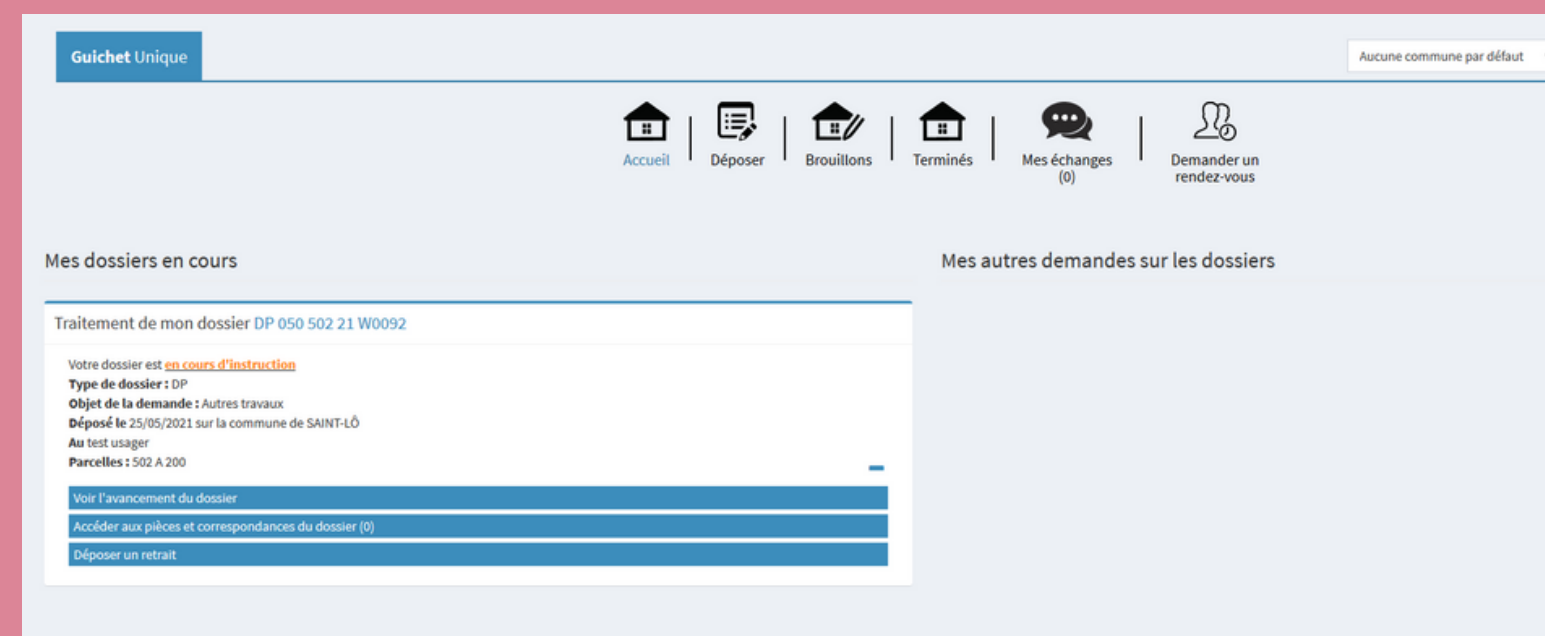 Guichet Unique
Aucune commune par défaut
Accueil
Déposer
Brouillons
Terminés
Mes échanges
(0)
Demander un
rendez-vous
Mes dossiers en cours
Mes autres demandes sur les dossiers
Traitement de mon dossier DP 050 502 21 W0092
Votre dossier est en cours d'instruction
Type de dossier : DP
Objet de la demande : Autres travaux
Déposé le 25/05/2021 sur la commune de SAINT-LÔ
Au test usager
Parcelles : 502 A 200
Voir l'avancement du dossier
Accéder aux pièces et correspondances du dossier (0)
Déposer un retrait